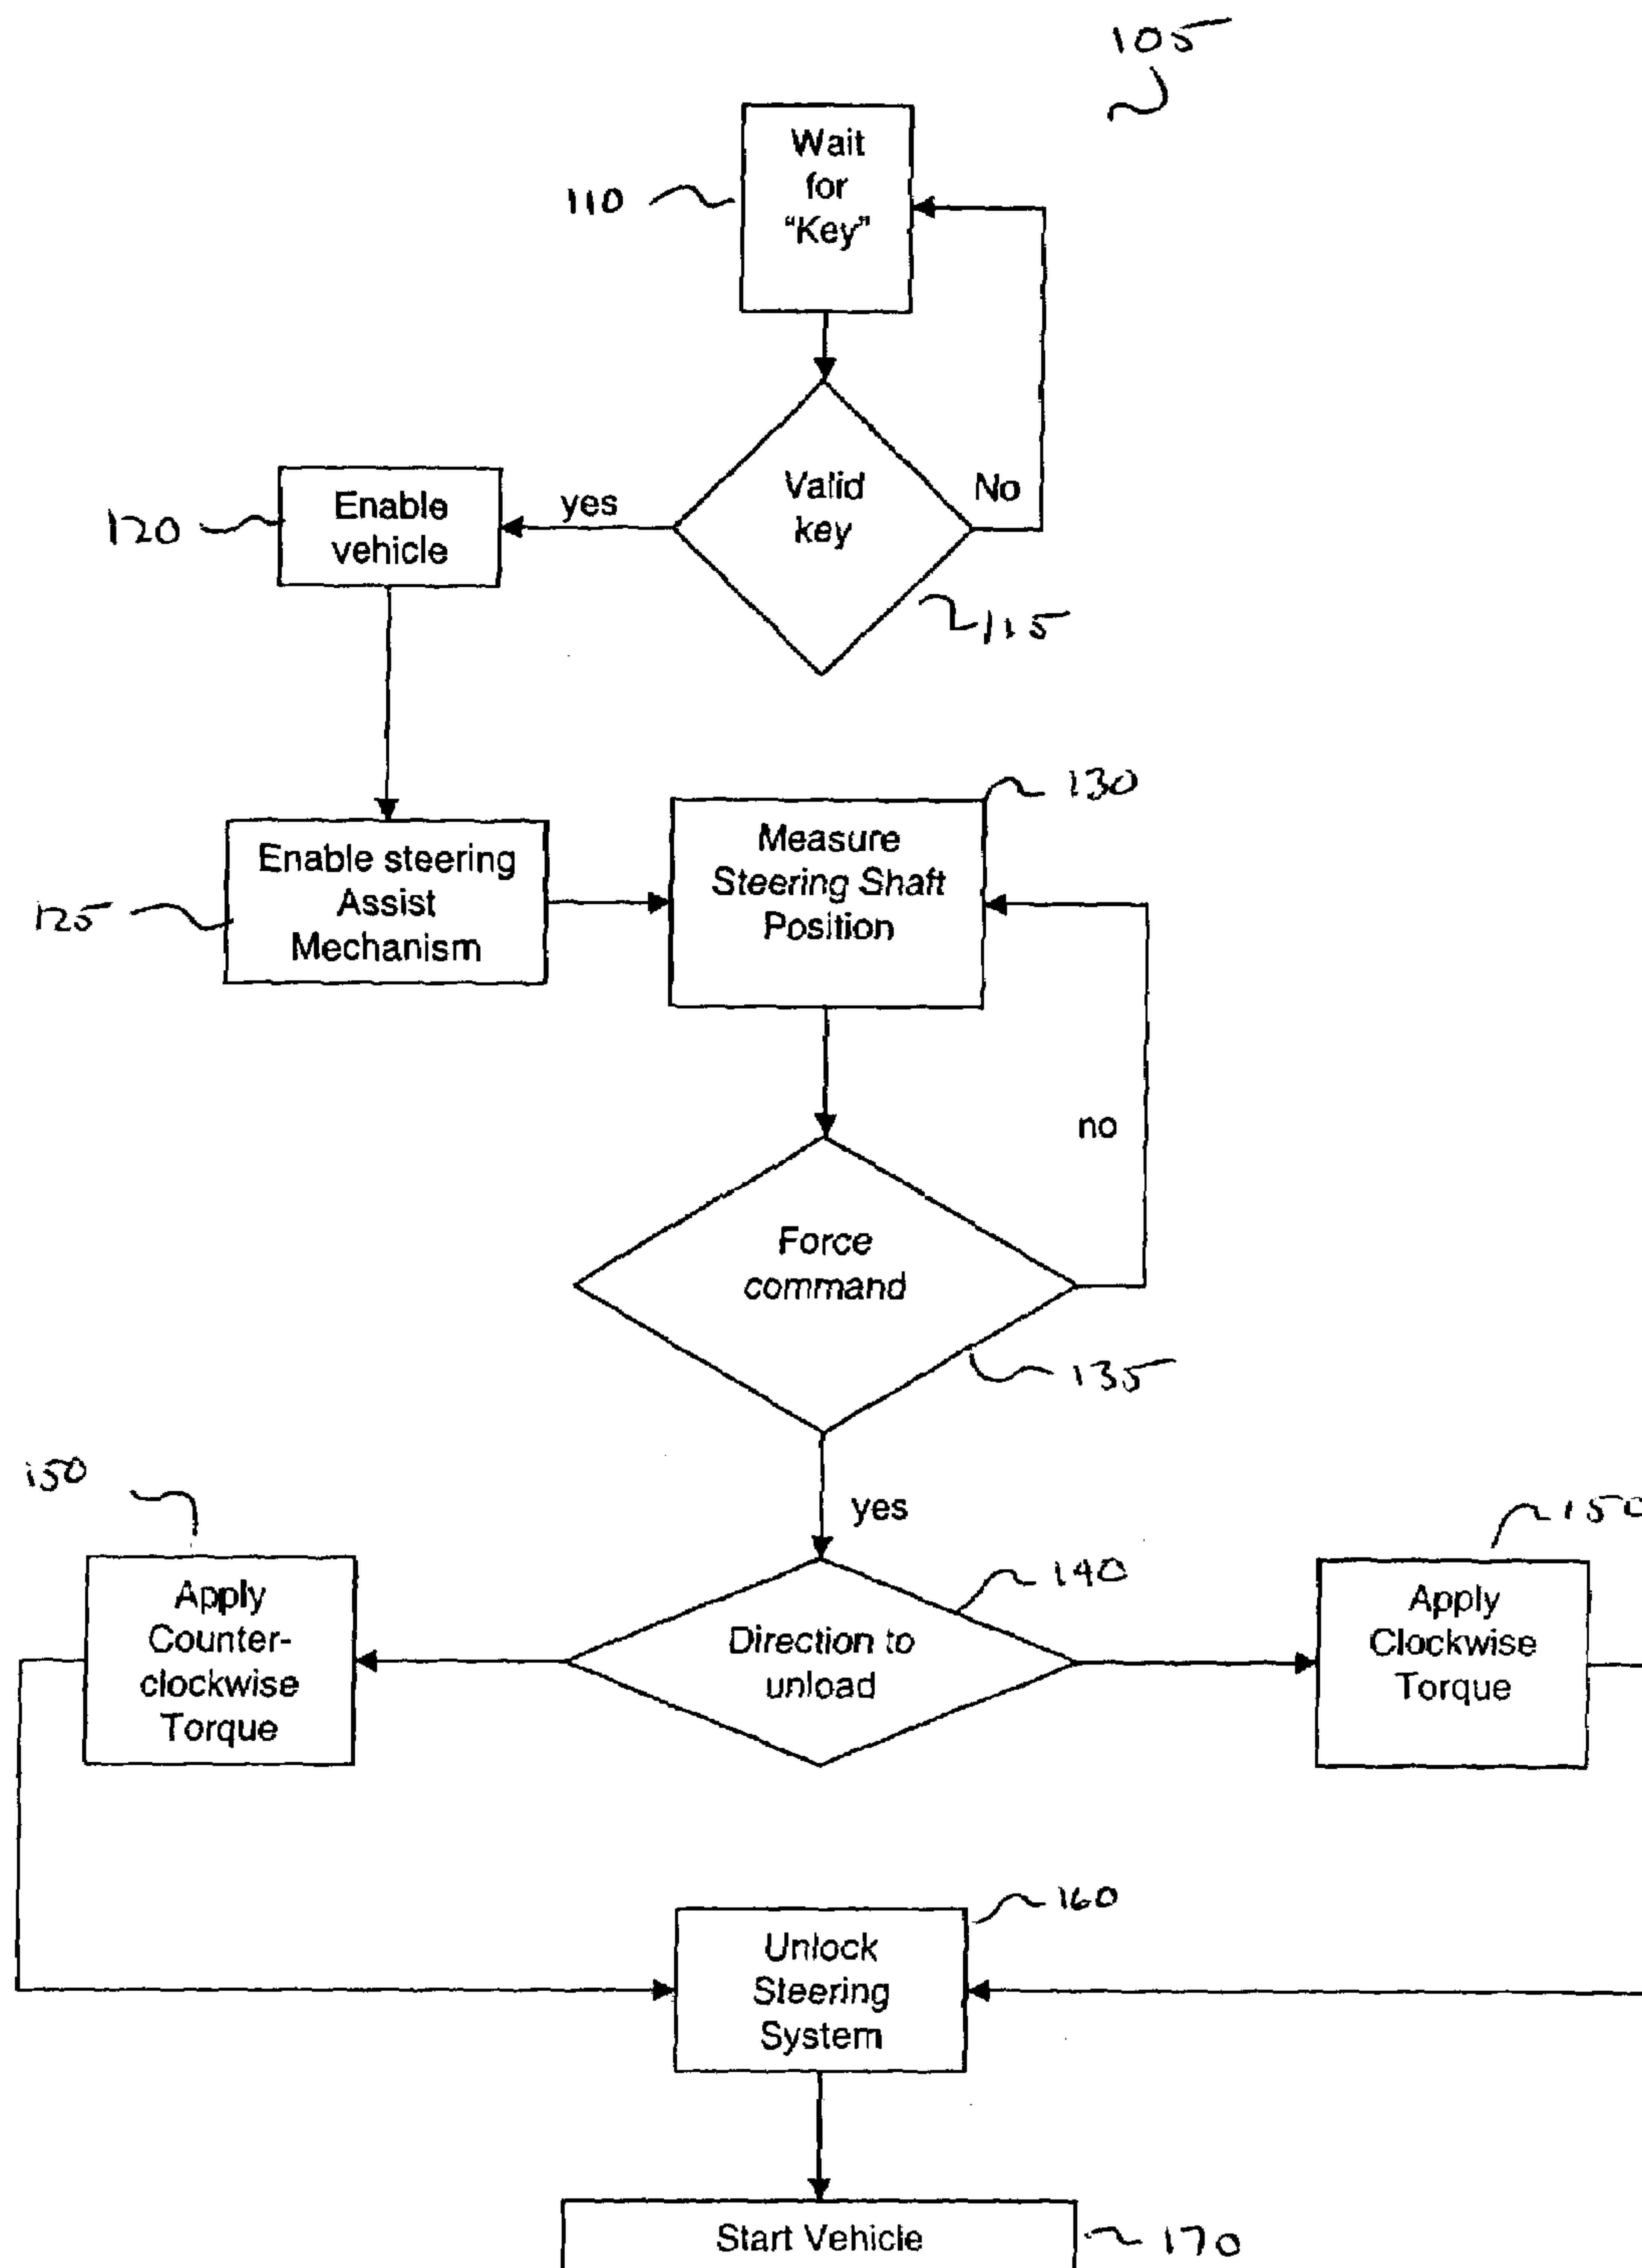 105
Wait
for
"Key"
110
Valid
key
No
yes
Enable
vehicle
120
115
130
Measure
Steering Shaft
Position
Enable steering
Assist
Mechanism
125
no
Force
command
135
yes
150
150
140
Apply
Counter-
clockwise
Torque
Direction to
unload
Apply
Clockwise
Torque
160
Unlock
Steering
System
Start Vehicle
170